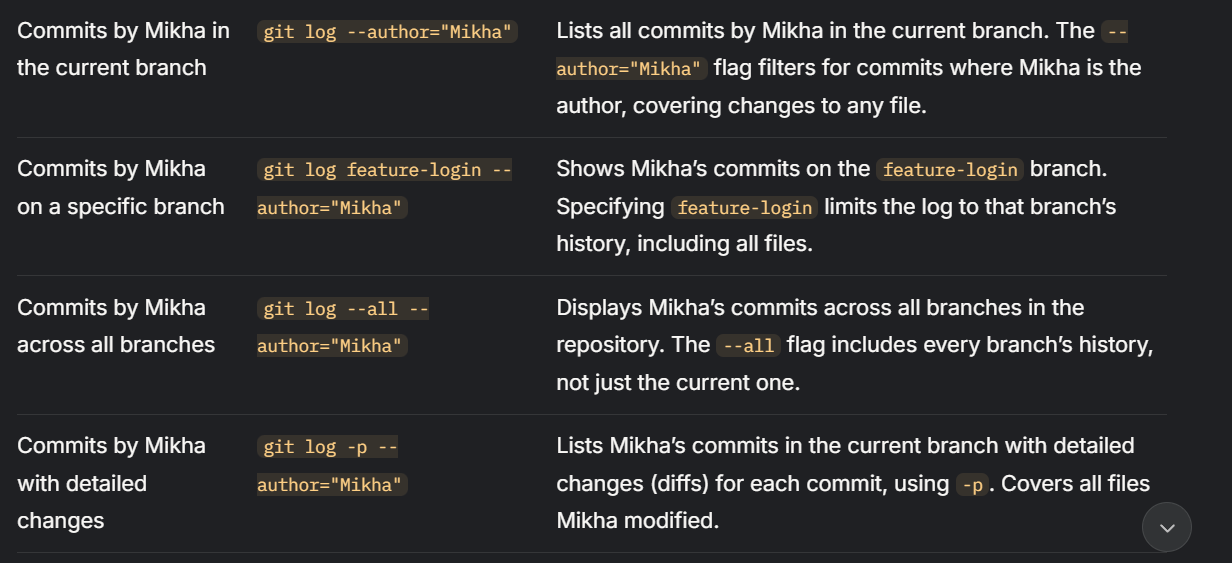 Commits by Mikha in
the current branch
git log --author="Mikha"
Lists all commits by Mikha in the current branch. The --
author="Mikha" flag filters for commits where Mikha is the
author, covering changes to any file.
Commits by Mikha
on a specific branch
git log feature-login --
author="Mikha"
Shows Mikha’s commits on the feature-login branch.
Specifying feature-login limits the log to that branch’s
history, including all files.
Commits by Mikha
across all branches
git log --all --
author="Mikha"
Displays Mikha’s commits across all branches in the
repository. The --all flag includes every branch’s history,
not just the current one.
Commits by Mikha
with detailed
changes
git log -p --
author="Mikha"
Lists Mikha’s commits in the current branch with detailed
changes (diffs) for each commit, using -p. Covers all files
Mikha modified.